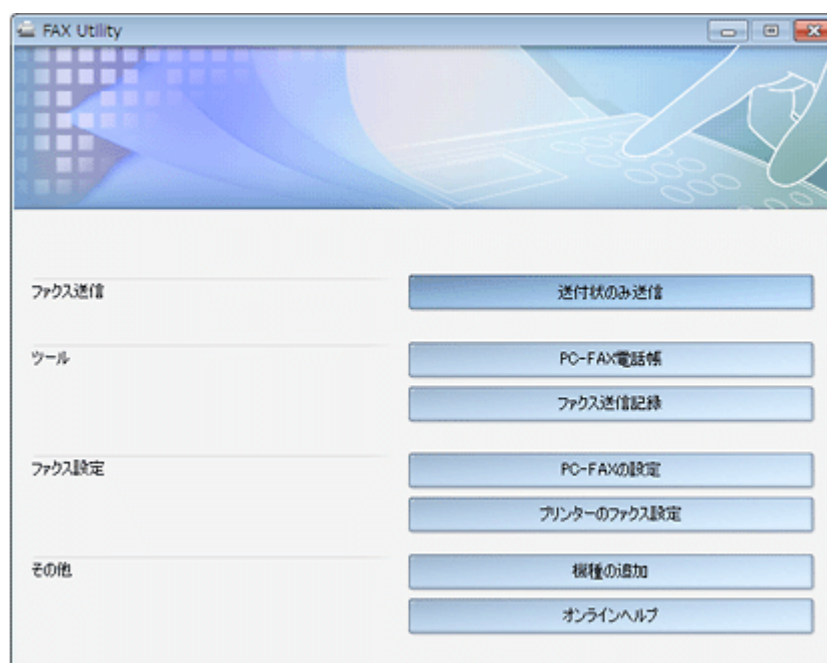 FAX Utility
ファクス送信
送付状のみ送信
ツール
PC-FAX電話帳
ファクス送信記録
ファクス設定
PC-FAXの設定
プリンターのファクス設定
その他
機種の追加
オンラインヘルプ